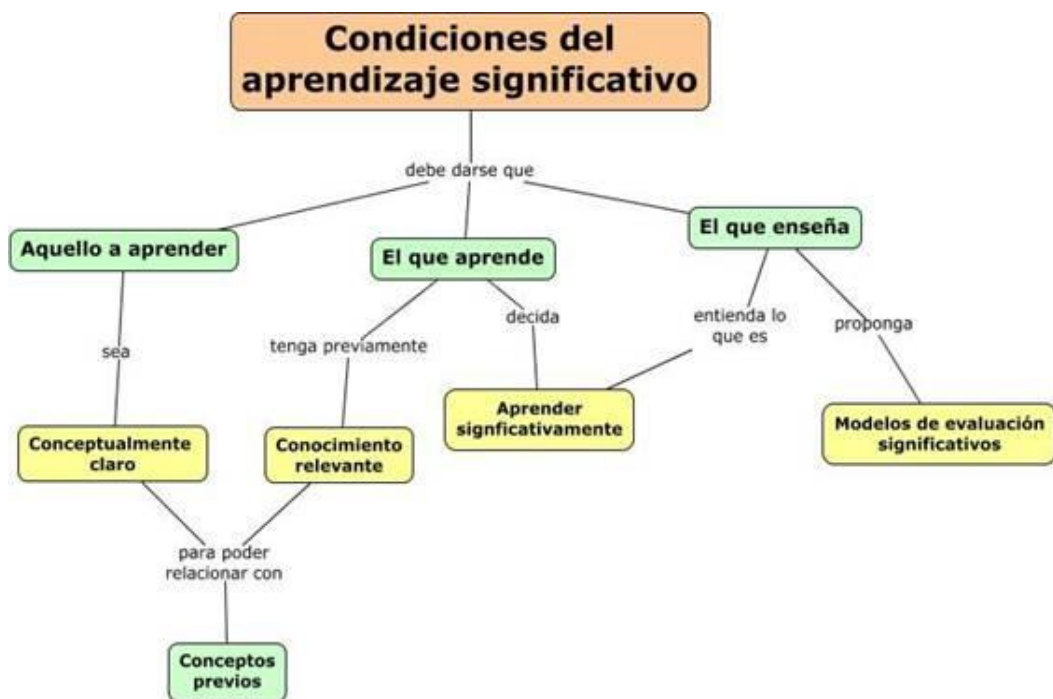 Condiciones del
aprendizaje significativo
debe darse que
Aquello a aprender
El que aprende
El que enseña
sea
tenga previamente
decida
entienda lo
que es
proponga
Conceptualmente
claro
Conocimiento
relevante
Aprender
signficativamente
Modelos de evaluación
significativos
para poder
relacionar con
Conceptos
previos